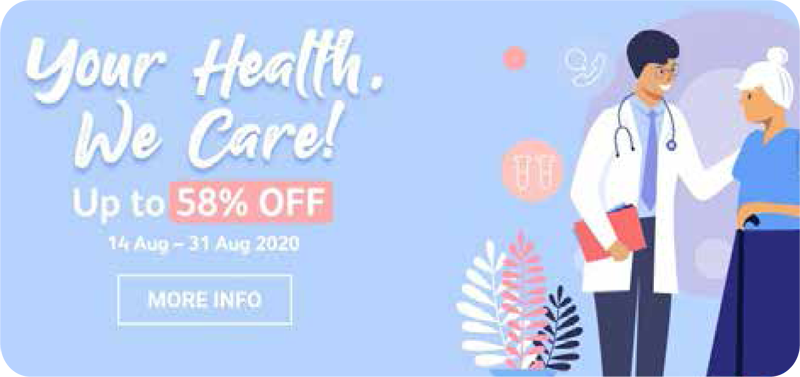 Your Health.
We Care!
Up to 58% OFF
14 Aug – 31 Aug 2020
MORE INFO